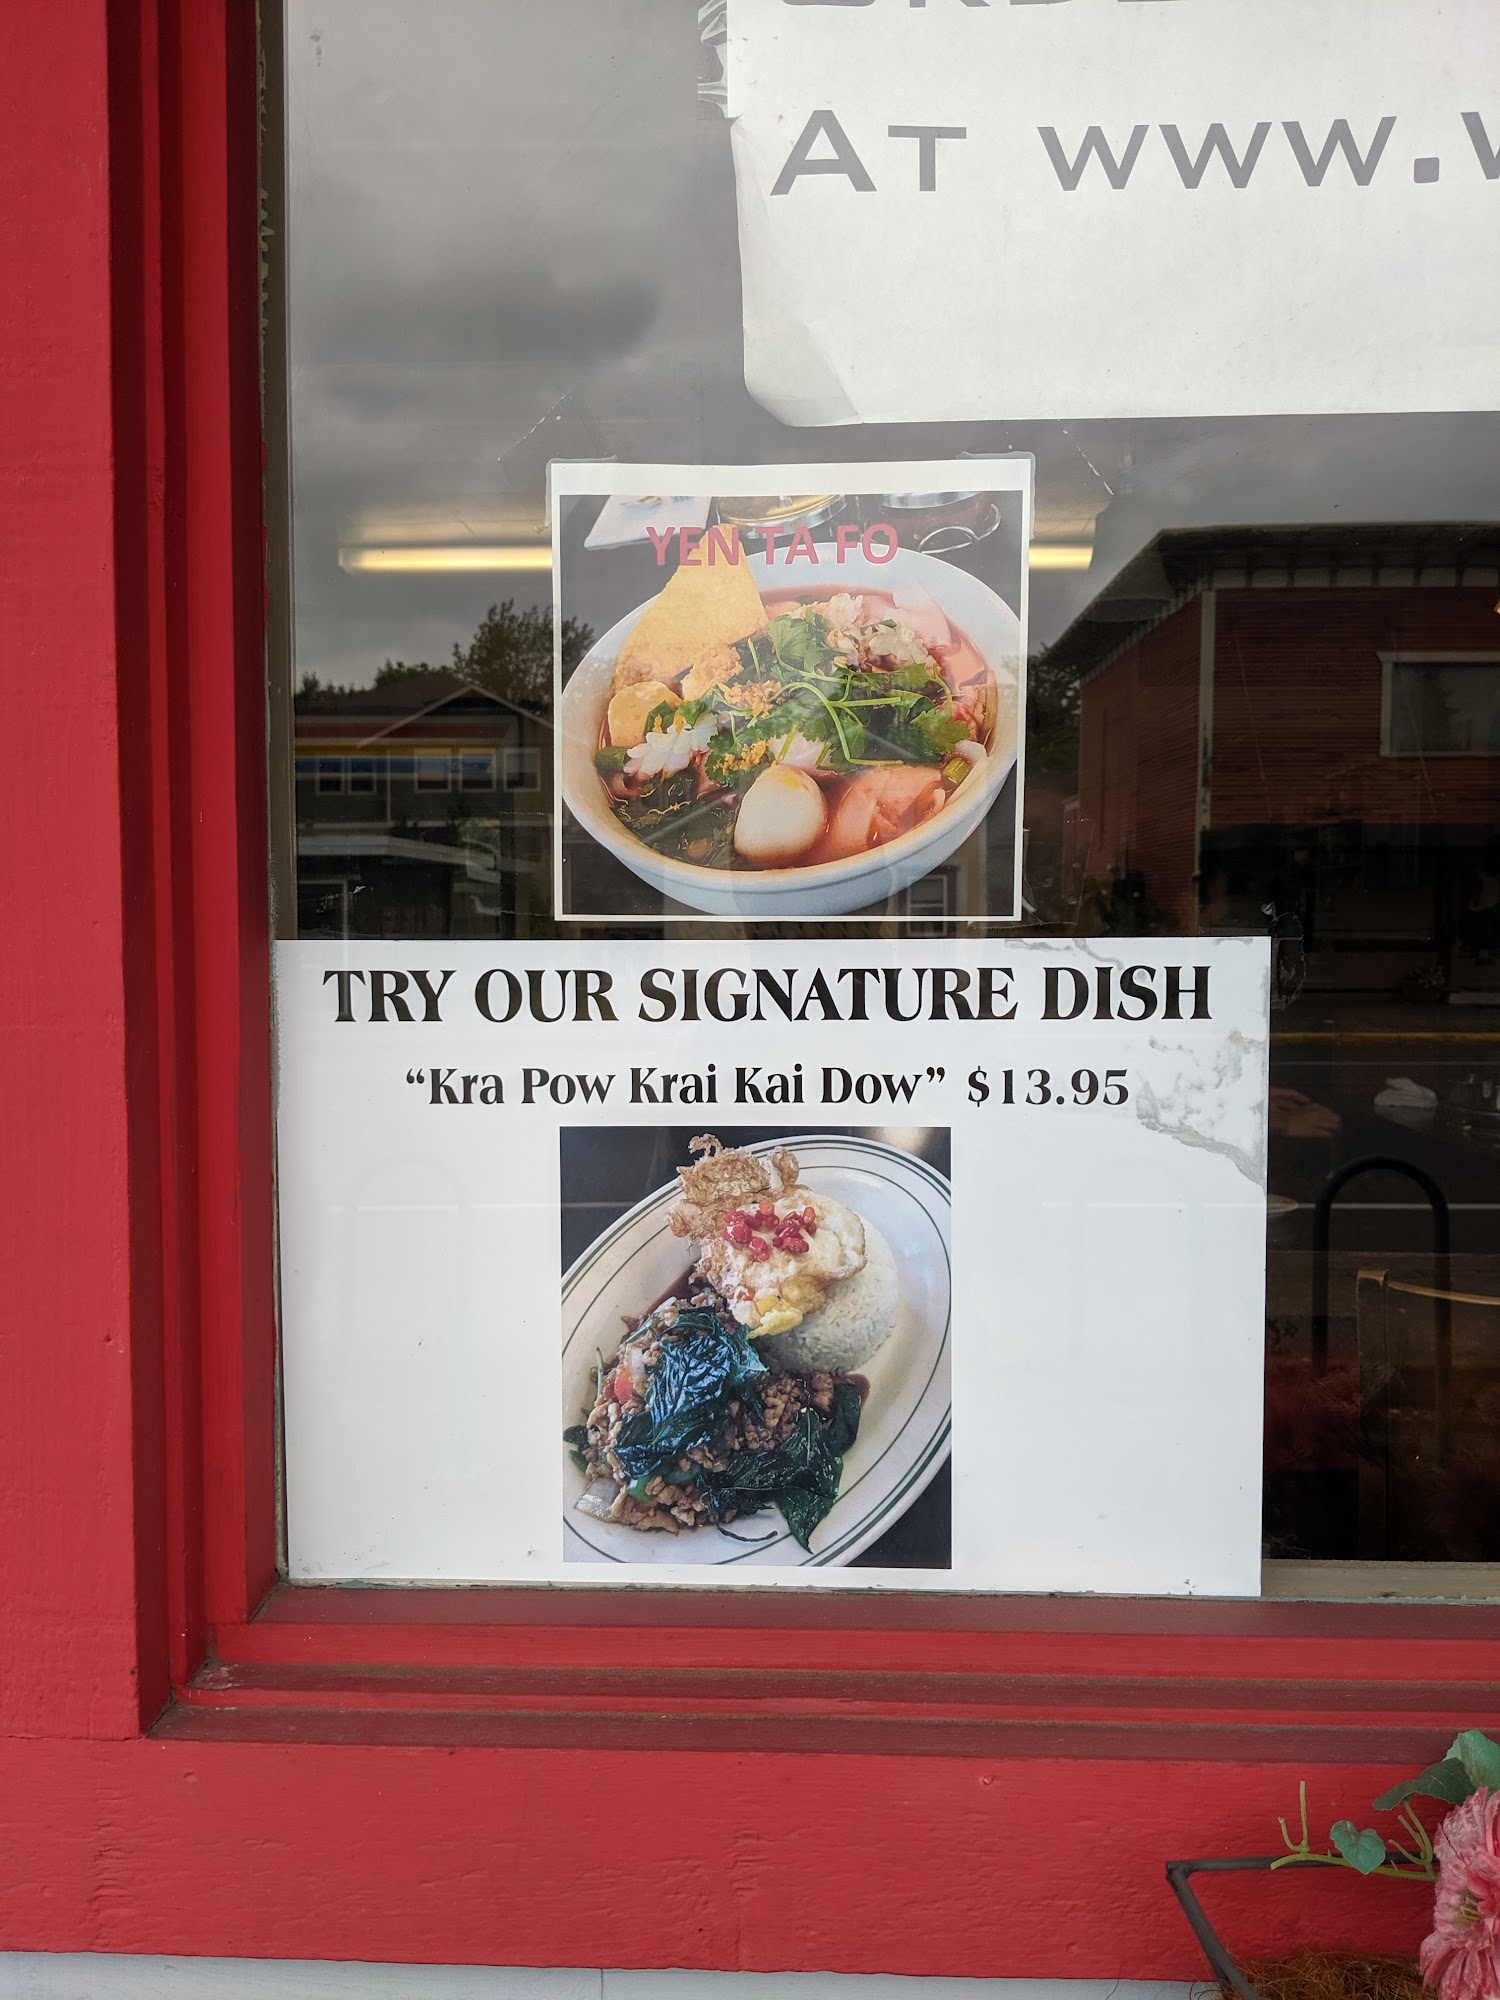 AT WWW.
YEN TA FO
TRY OUR SIGNATURE DISH
“Kra Pow Krai Kai Dow” $13.95